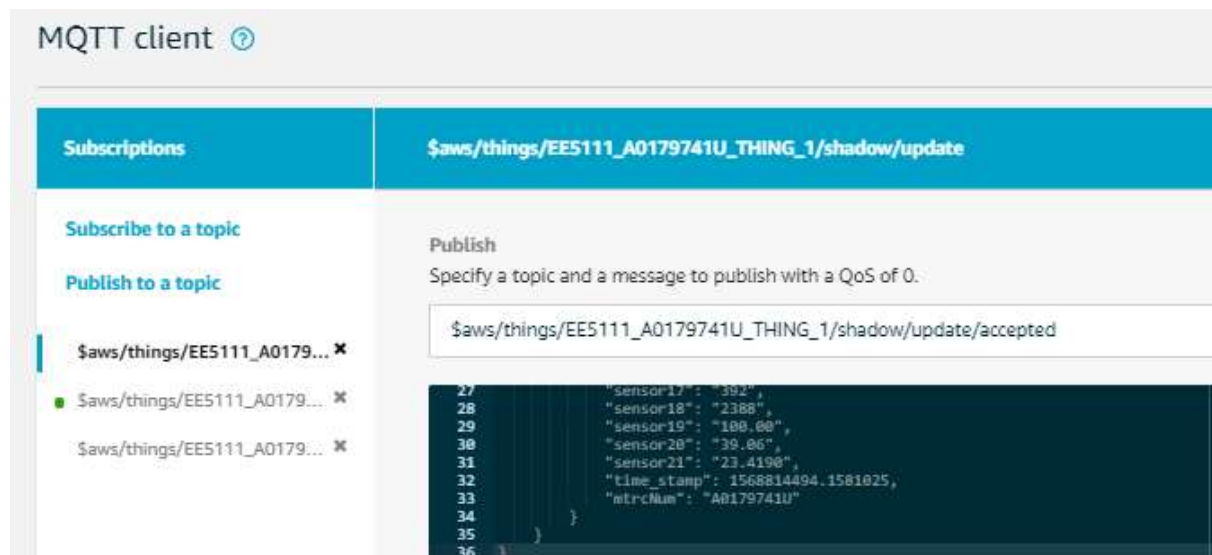 MQTT client ?
Subscriptions
$aws/things/EE5111_A0179741U_THING_1/shadow/update
Subscribe to a topic
Publish to a topic
$aws/things/EE5111_A0179... ✖
$aws/things/EE5111_A0179... ✖
$aws/things/EE5111_A0179... ✖
Publish
Specify a topic and a message to publish with a QoS of 0.
$aws/things/EE5111_A0179741U_THING_1/shadow/update/accepted
27 "sensor17": "392",
28 "sensor18": "2388",
29 "sensor19": "100.00",
30 "sensor20": "39.06",
31 "sensor21": "23.4190",
32 "time_stamp": 1568814494.1581025,
33 "mtrcNum": "A0179741U"
34 }
35 }
36 }